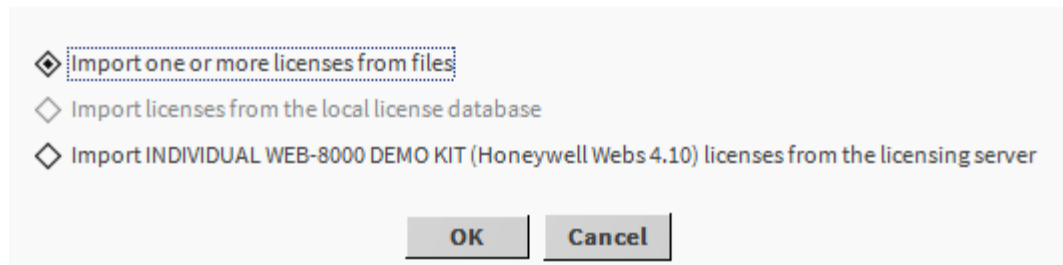 Import one or more licenses from files
Import licenses from the local license database
Import INDIVIDUAL WEB-8000 DEMO KIT (Honeywell Webs 4.10) licenses from the licensing server
OK Cancel